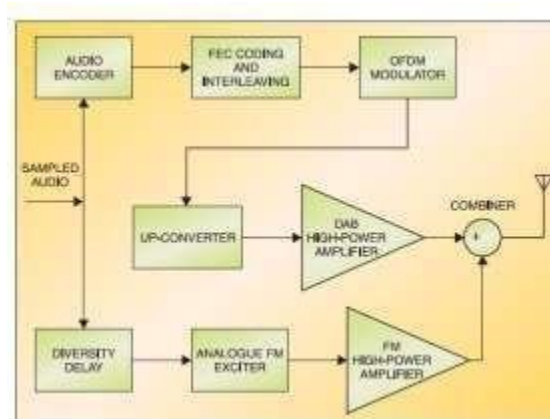 AUDIO
ENCODER
FEC CODING
AND
INTERLEAVING
OFDM
MODULATOR
SAMPLED
AUDIO
UP-CONVERTER
DAB
HIGH-POWER
AMPLIFIER
COMBINER
+
DIVERSITY
DELAY
ANALOGUE FM
EXCITER
FM
HIGH-POWER
AMPLIFIER